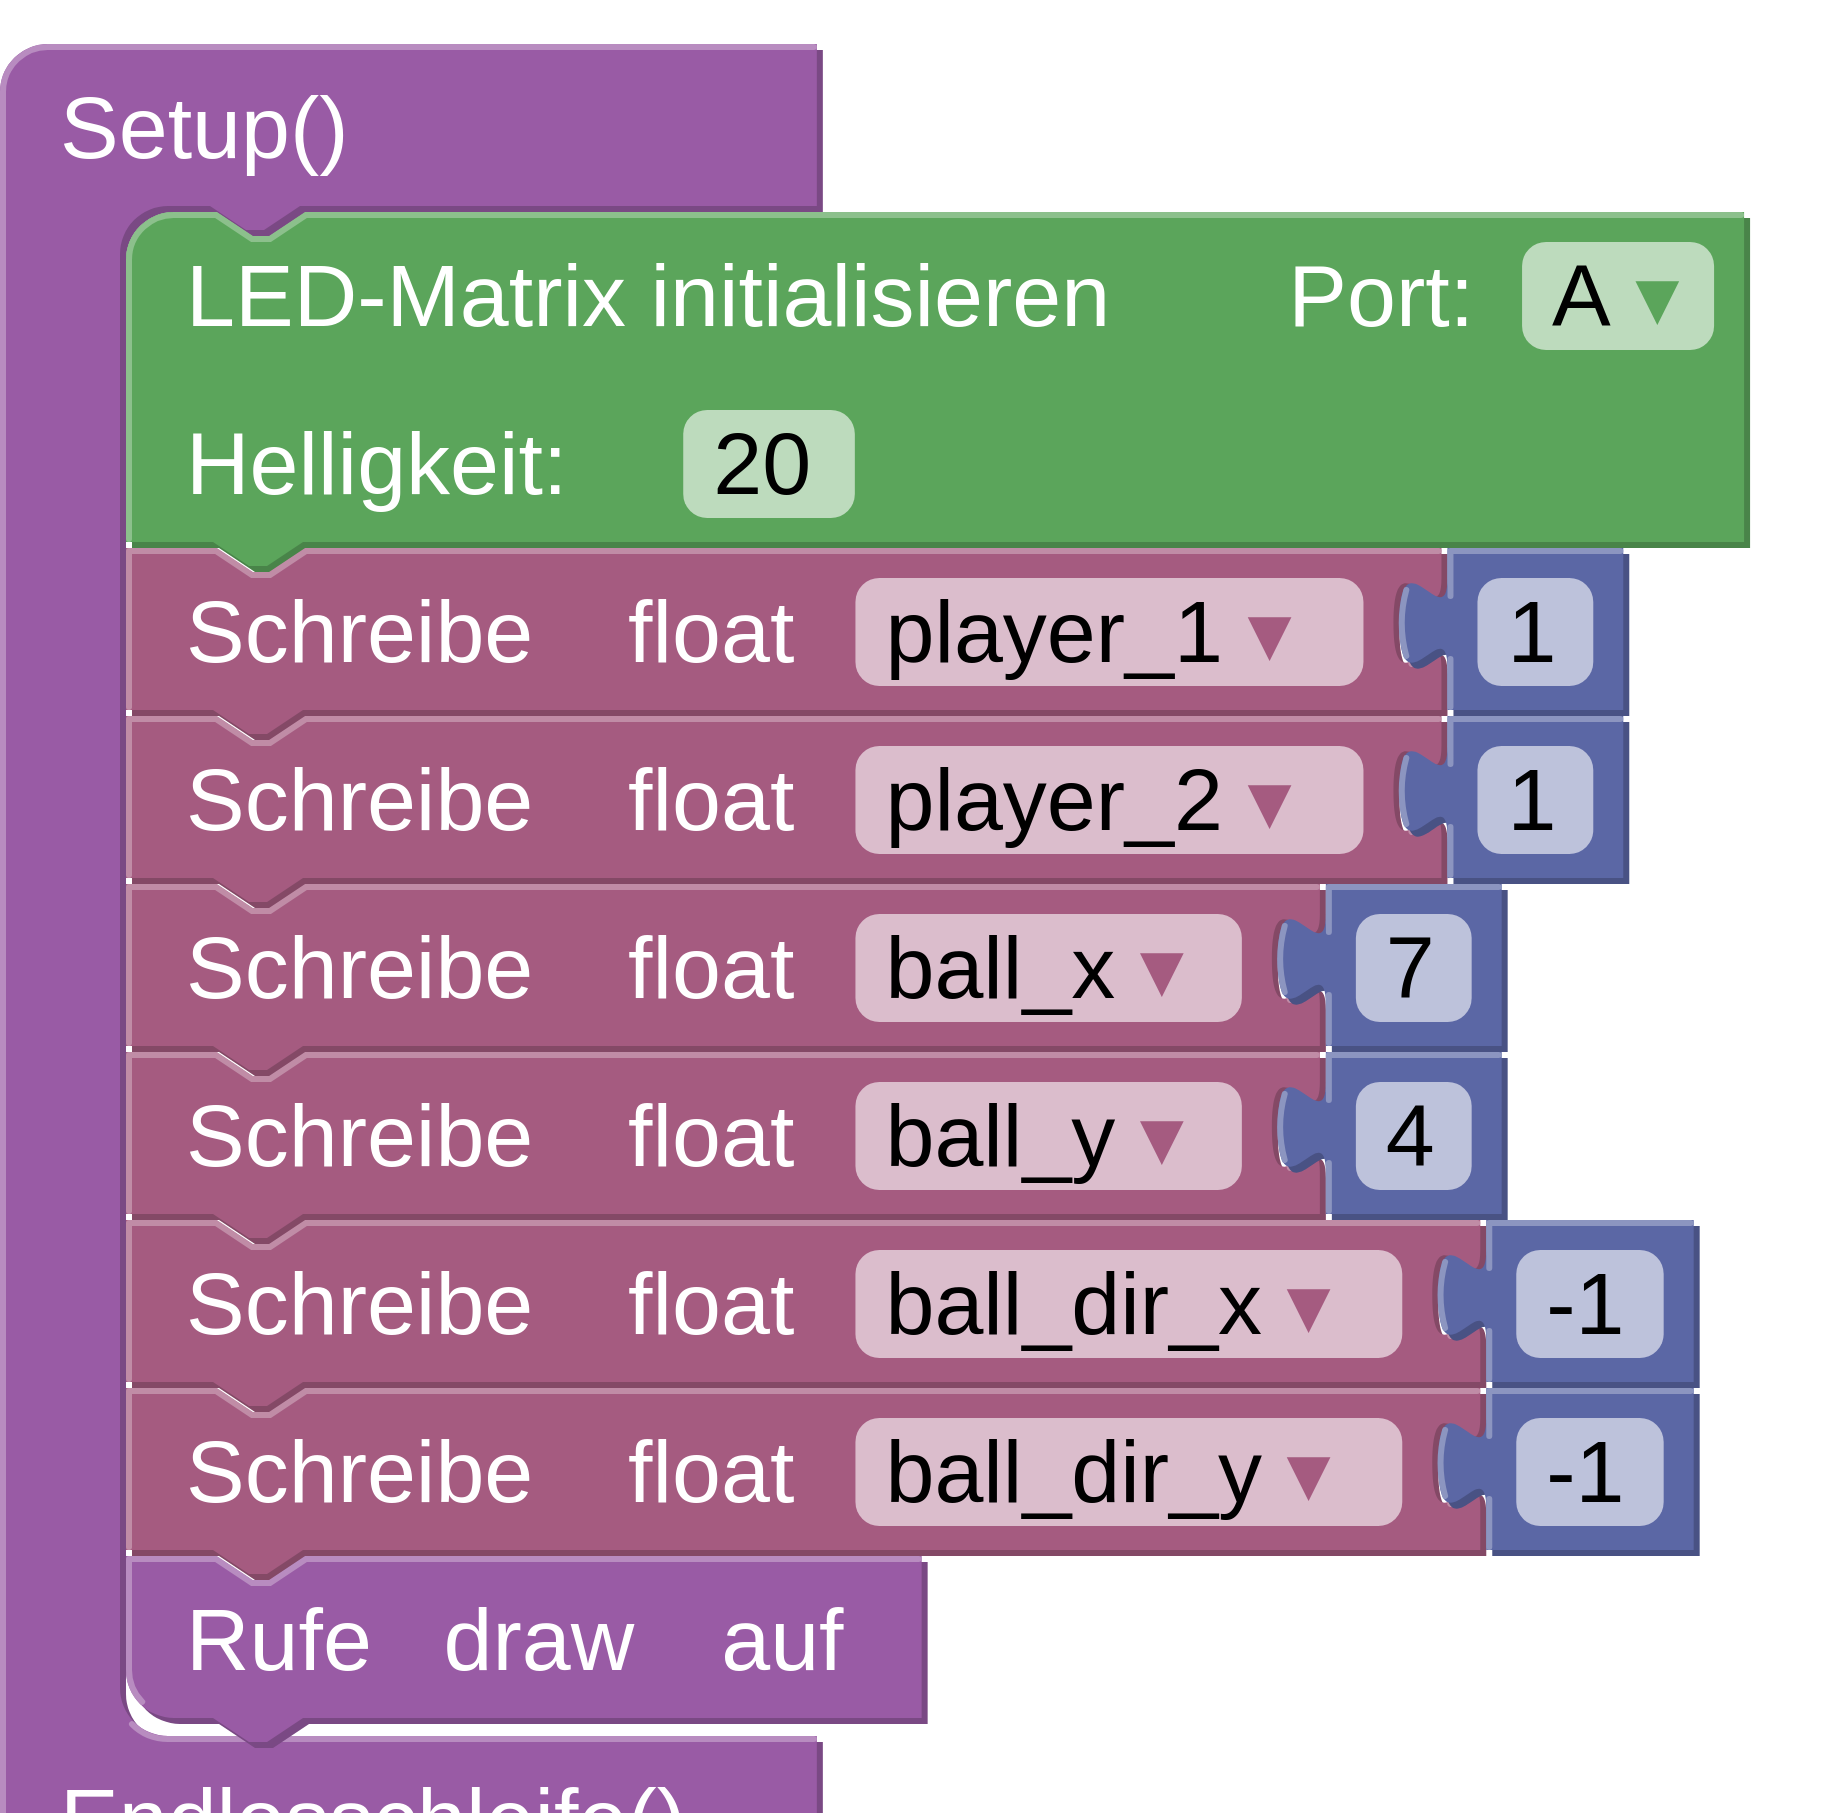 Setup()
LED-Matrix initialisieren Port: A
Helligkeit: 20
Schreibe float player_1 1
Schreibe float player_2 1
Schreibe float ball_x 7
Schreibe float ball_y 4
Schreibe float ball_dir_x -1
Schreibe float ball_dir_y -1
Rufe draw auf
Endlosschleife()